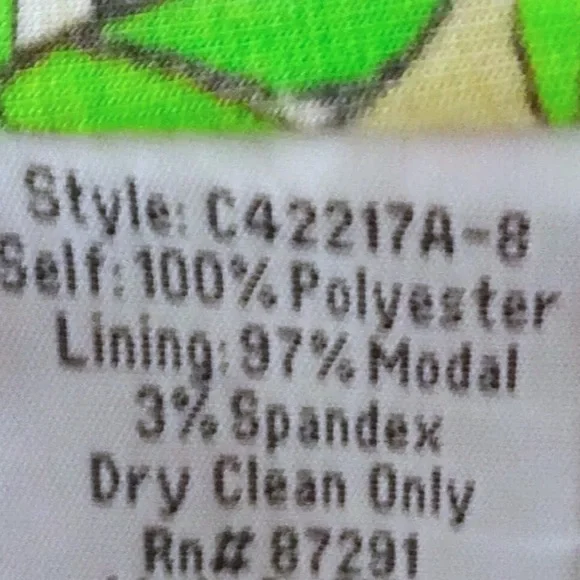 Style: C42217A-8
Self: 100% Polyester
Lining: 97% Modal
3% Spandex
Dry Clean Only
Rn# 87291